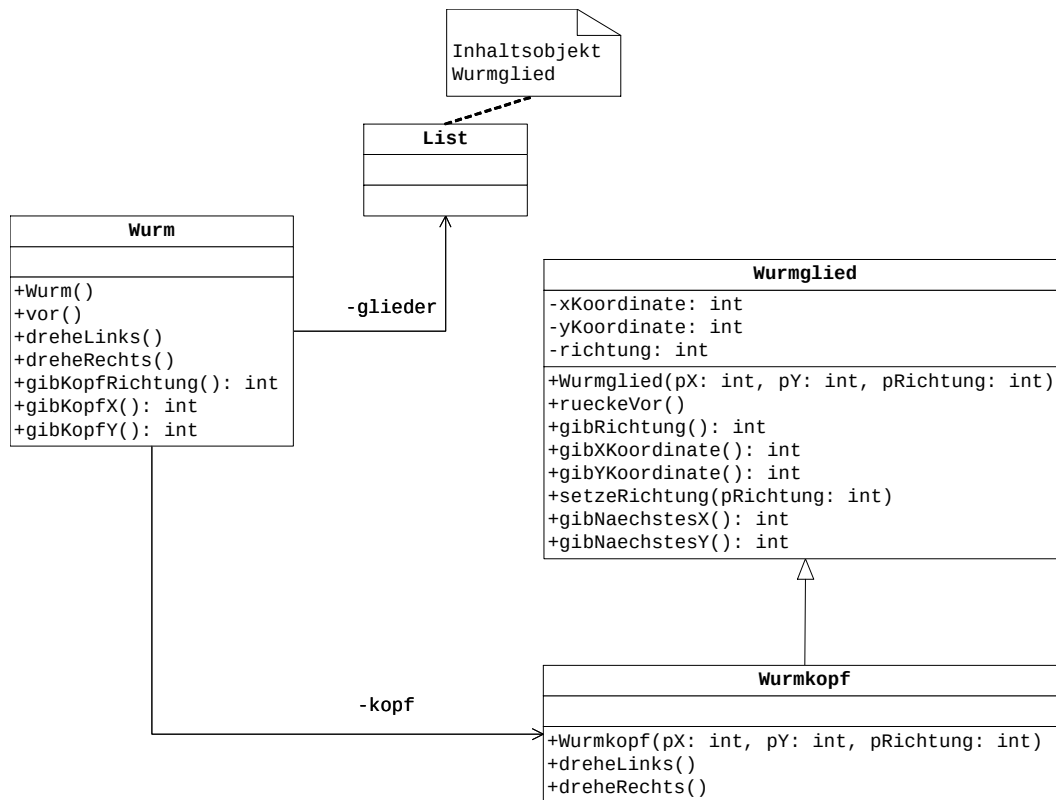 Inhaltsobjekt
Wurmglied
List
Wurm
+Wurm()
+vor()
+dreheLinks()
+dreheRechts()
+gibKopfRichtung(): int
+gibKopfX(): int
+gibKopfY(): int
-glieder
Wurmglied
-xKoordinate: int
-yKoordinate: int
-richtung: int
+Wurmglied(pX: int, pY: int, pRichtung: int)
+rueckeVor()
+gibRichtung(): int
+gibXKoordinate(): int
+gibYKoordinate(): int
+setzeRichtung(pRichtung: int)
+gibNaechstesX(): int
+gibNaechstesY(): int
-kopf
Wurmkopf
+Wurmkopf(pX: int, pY: int, pRichtung: int)
+dreheLinks()
+dreheRechts()